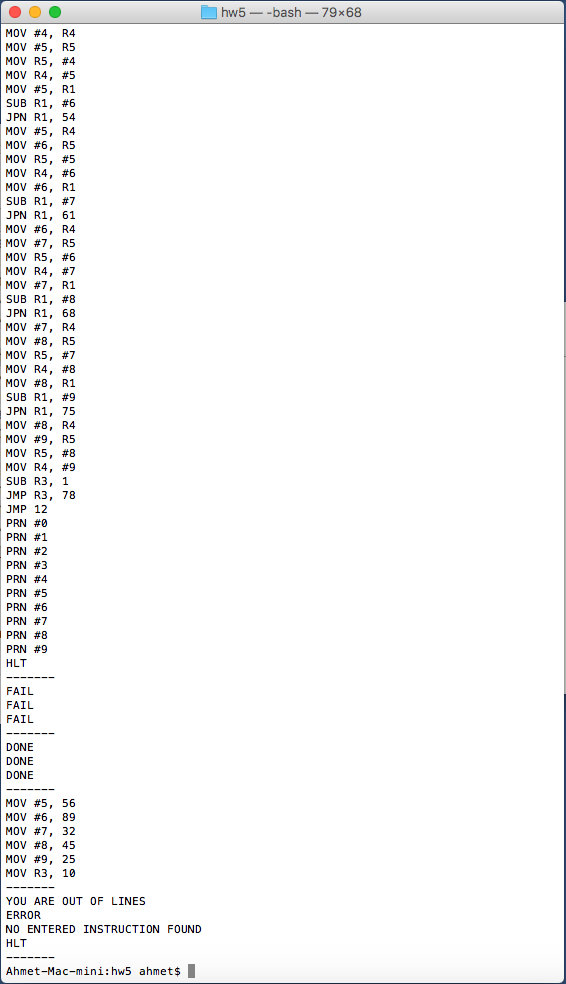 hw5 — -bash — 79×68
MOV #4, R4
MOV #5, R5
MOV R5, #4
MOV R4, #5
MOV #5, R1
SUB R1, #6
JPN R1, 54
MOV #5, R4
MOV #6, R5
MOV R5, #5
MOV R4, #6
MOV #6, R1
SUB R1, #7
JPN R1, 61
MOV #6, R4
MOV #7, R5
MOV R5, #6
MOV R4, #7
MOV #7, R1
SUB R1, #8
JPN R1, 68
MOV #7, R4
MOV #8, R5
MOV R5, #7
MOV R4, #8
MOV #8, R1
SUB R1, #9
JPN R1, 75
MOV #8, R4
MOV #9, R5
MOV R5, #8
MOV R4, #9
SUB R3, 1
JMP R3, 78
JMP 12
PRN #0
PRN #1
PRN #2
PRN #3
PRN #4
PRN #5
PRN #6
PRN #7
PRN #8
PRN #9
HLT
-------
FAIL
FAIL
FAIL
-------
DONE
DONE
DONE
-------
MOV #5, 56
MOV #6, 89
MOV #7, 32
MOV #8, 45
MOV #9, 25
MOV R3, 10
-------
YOU ARE OUT OF LINES
ERROR
NO ENTERED INSTRUCTION FOUND
HLT
-------
Ahmet-Mac-mini:hw5 ahmet$